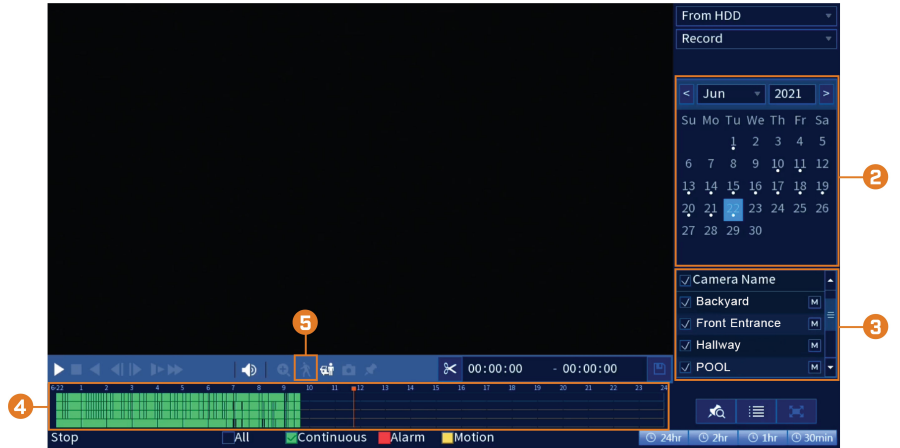 From HDD
Record
< Jun 2021 >
Su Mo Tu We Th Fr Sa
1 2 3 4 5
6 7 8 9 10 11 12
2
13 14 15 16 17 18 19
20 21 22 23 24 25 26
27 28 29 30
Camera Name
Backyard M
Front Entrance M
3
Hallway M
POOL M
5
00:00:00 - 00:00:00
6-22 1 2 3 4 5 6 7 8 9 10 11 12 13 14 15 16 17 18 19 20 21 22 23 24
4
Stop All Continuous Alarm Motion 24hr 2hr 1hr 30min